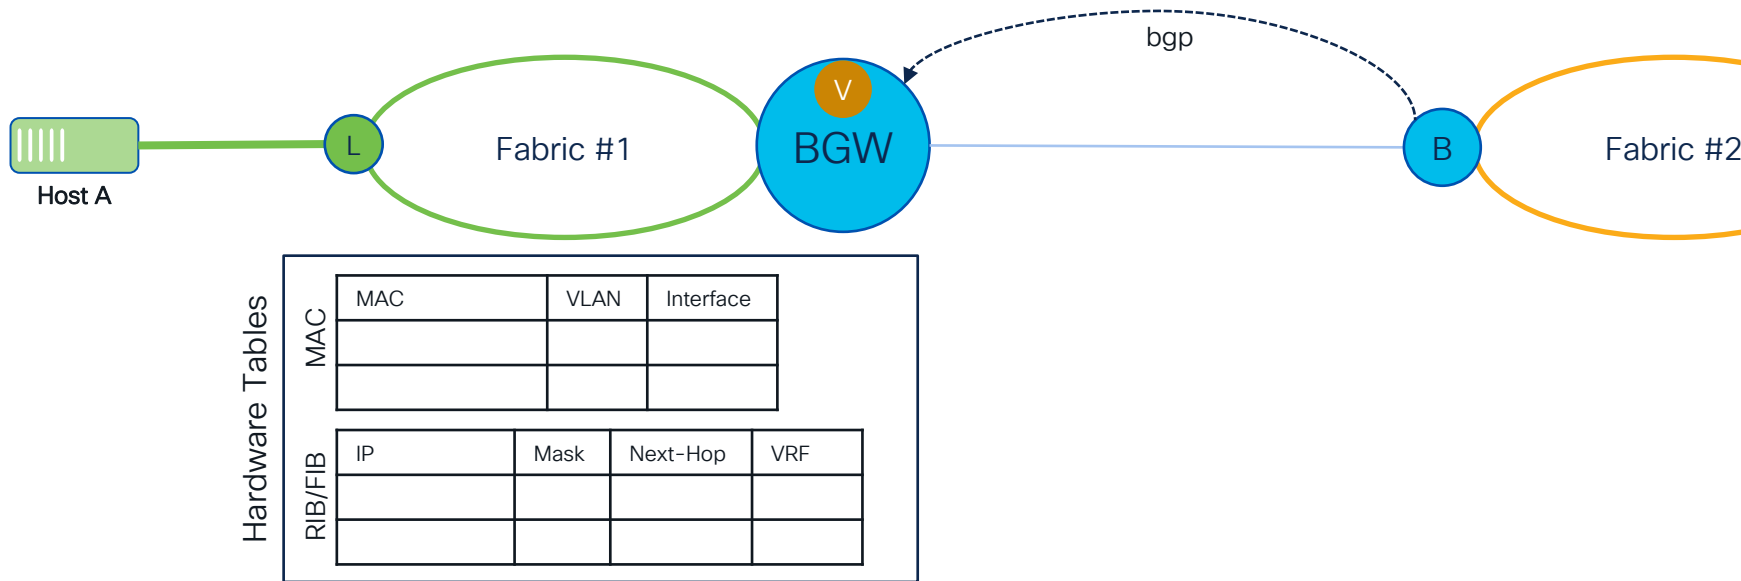 bgp
V
L
Fabric #1
BGW
B
Fabric #2
Host A
Hardware Tables
MAC
MAC VLAN Interface
RIB/FIB
IP Mask Next-Hop VRF